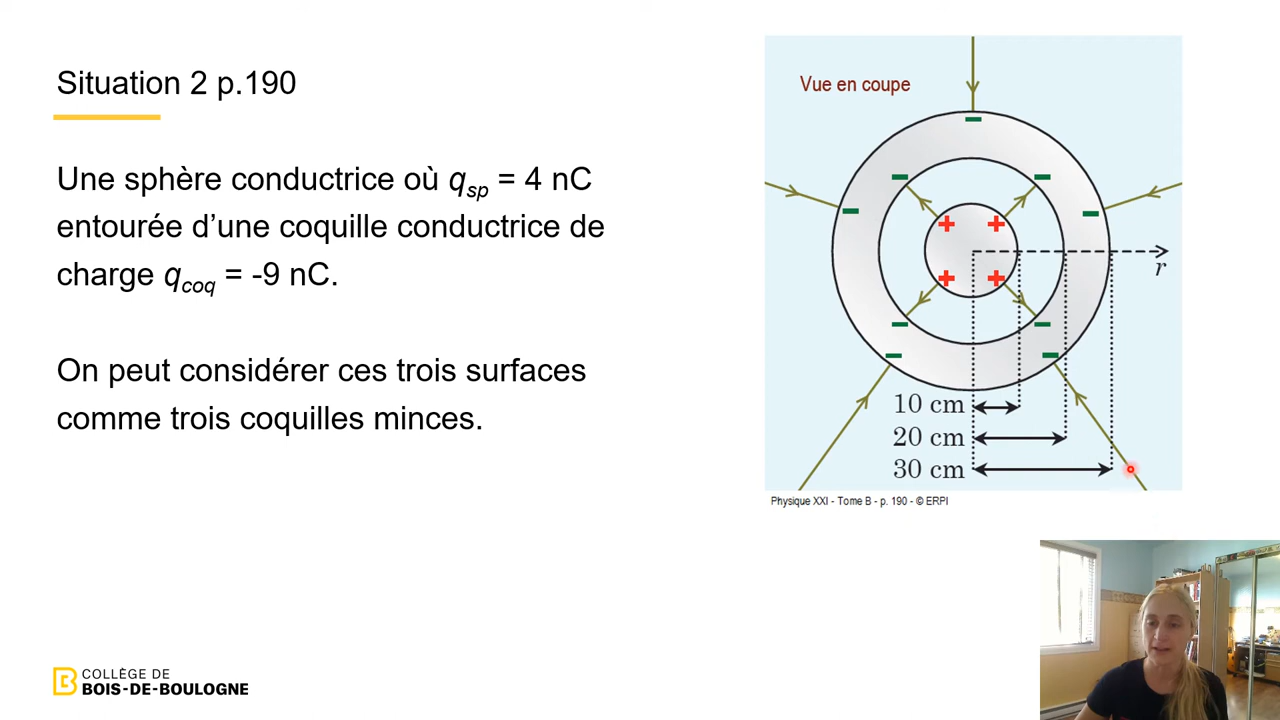 Situation 2 p.190
Une sphère conductrice où qsp = 4 nC
entourée d’une coquille conductrice de
charge qcoq = -9 nC.
On peut considérer ces trois surfaces
comme trois coquilles minces.
Vue en coupe
r
10 cm
20 cm
30 cm
Physique XXI - Tome B - p. 190 - © ERPI
COLLÈGE DE
BOIS-DE-BOULOGNE